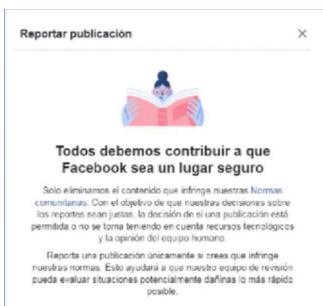 Reportar publicación
Todos debemos contribuir a que
Facebook sea un lugar seguro
Solo eliminamos el contenido que infringe nuestras Normas
comunitarias. Con el objetivo de que nuestras decisiones sobre
los reportes sean justas, la decisión de si una publicación está
permitida o no se toma teniendo en cuenta recursos tecnológicos
y la opinión del equipo humano.
Reporta una publicación únicamente si crees que infringe
nuestras normas. Esto ayudará a que nuestro equipo de revisión
pueda evaluar situaciones potencialmente dañinas lo más rápido
posible.